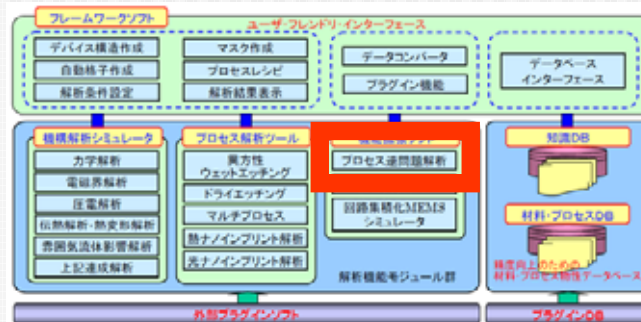 フレームワークソフト
ユーザ・フレンドリ・インターフェース
デバイス構造作成
自動格子作成
解析条件設定
マスク作成
プロセスレシピ
解析結果表示
データコンバータ
プラグイン機能
データベース
インターフェース
機構解析シミュレータ
力学解析
電磁界解析
圧電解析
伝熱解析・熱変形解析
雰囲気流体影響解析
上記連成解析
プロセス解析ツール
異方性
ウェットエッチング
ドライエッチング
マルチプロセス
熱ナノインプリント解析
光ナノインプリント解析
プロセス逆問題解析
回路集積化MEMS
シミュレータ
解析機能モジュール群
知識DB
材料・プロセスDB
精度向上のための
材料・プロセス特性データベース
外部プラグインソフト
プラグインDB